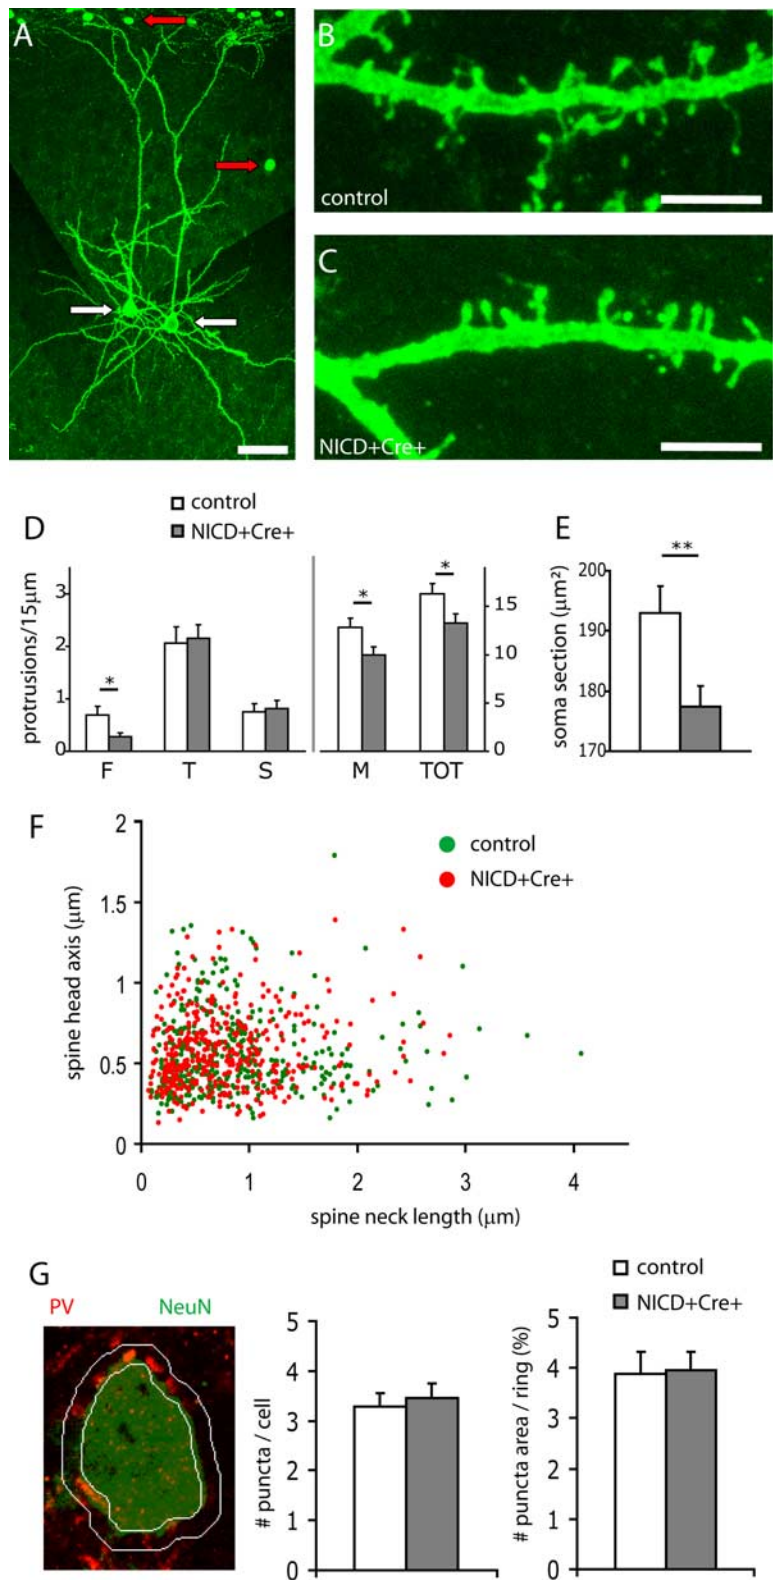 A
B
control
C
NICD+Cre+
D
control
NICD+Cre+
protrusions/15μm
3
2
1
0
*
F
T
S
*
*
15
10
5
0
M
TOT
E
**
soma section (μm²)
200
190
180
170
F
control
NICD+Cre+
spine head axis (μm)
2
1.5
1
0.5
0
0
1
2
3
4
spine neck length (μm)
G
PV
NeuN
# puncta / cell
5
4
3
2
1
0
control
NICD+Cre+
# puncta area / ring (%)
5
4
3
2
1
0